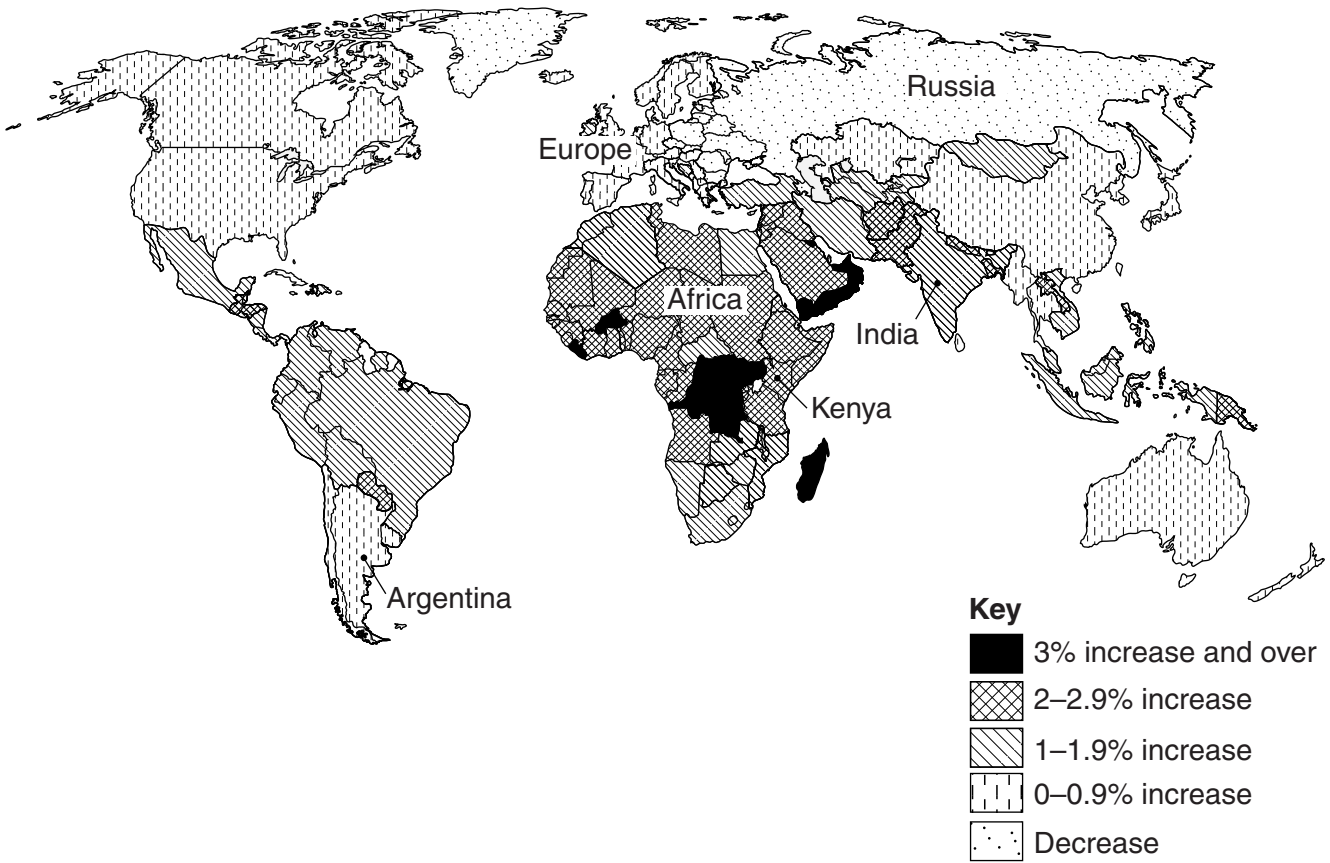 Russia
Europe
Africa
India
Kenya
Argentina
Key
3% increase and over
2–2.9% increase
1–1.9% increase
0–0.9% increase
Decrease